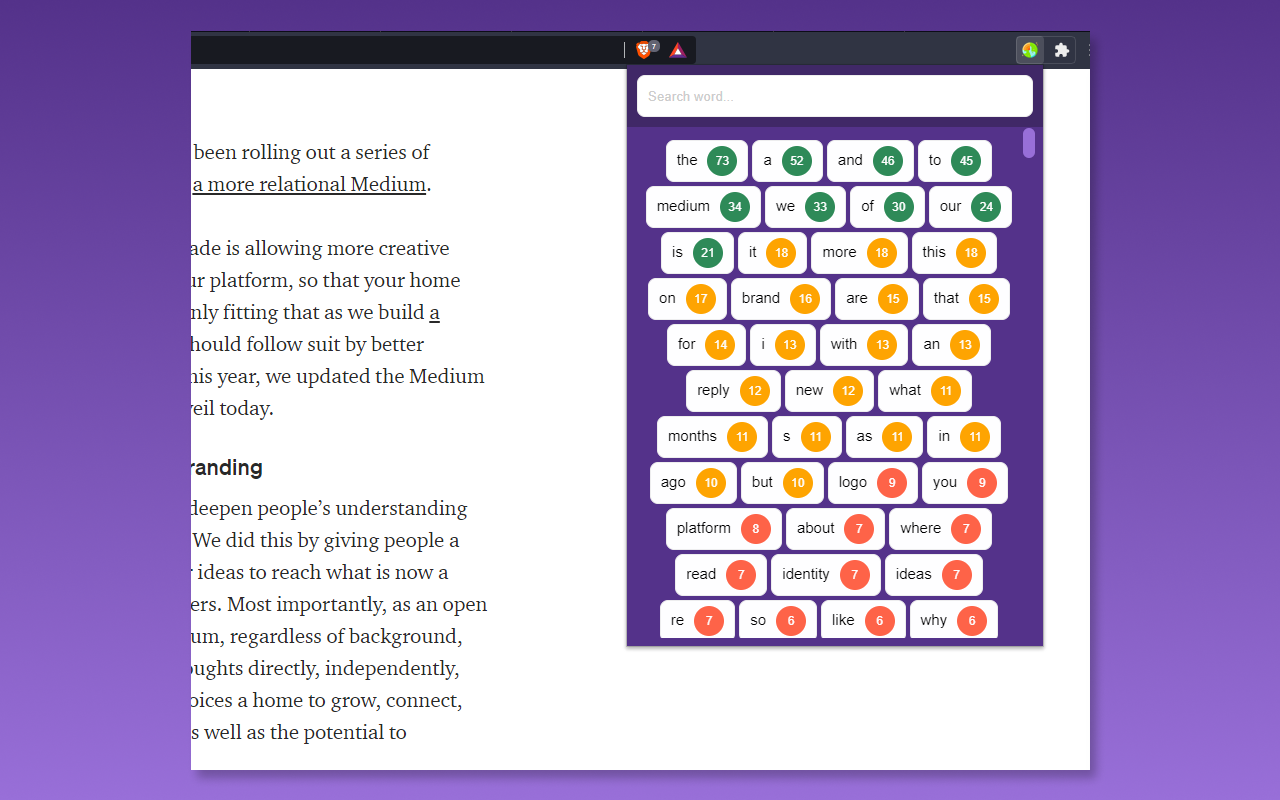 7
Search word...
the 73 a 52 and 46 to 45
medium 34 we 33 of 30 our 24
is 21 it 18 more 18 this 18
on 17 brand 16 are 15 that 15
for 14 i 13 with 13 an 13
reply 12 new 12 what 11
months 11 s 11 as 11 in 11
ago 10 but 10 logo 9 you 9
platform 8 about 7 where 7
read 7 identity 7 ideas 7
re 7 so 6 like 6 why 6
been rolling out a series of
a more relational Medium.
ade is allowing more creative
ur platform, so that your home
nly fitting that as we build a
hould follow suit by better
his year, we updated the Medium
veil today.
randing
deepen people’s understanding
We did this by giving people a
r ideas to reach what is now a
ers. Most importantly, as an open
um, regardless of background,
oughts directly, independently,
oices a home to grow, connect,
s well as the potential to